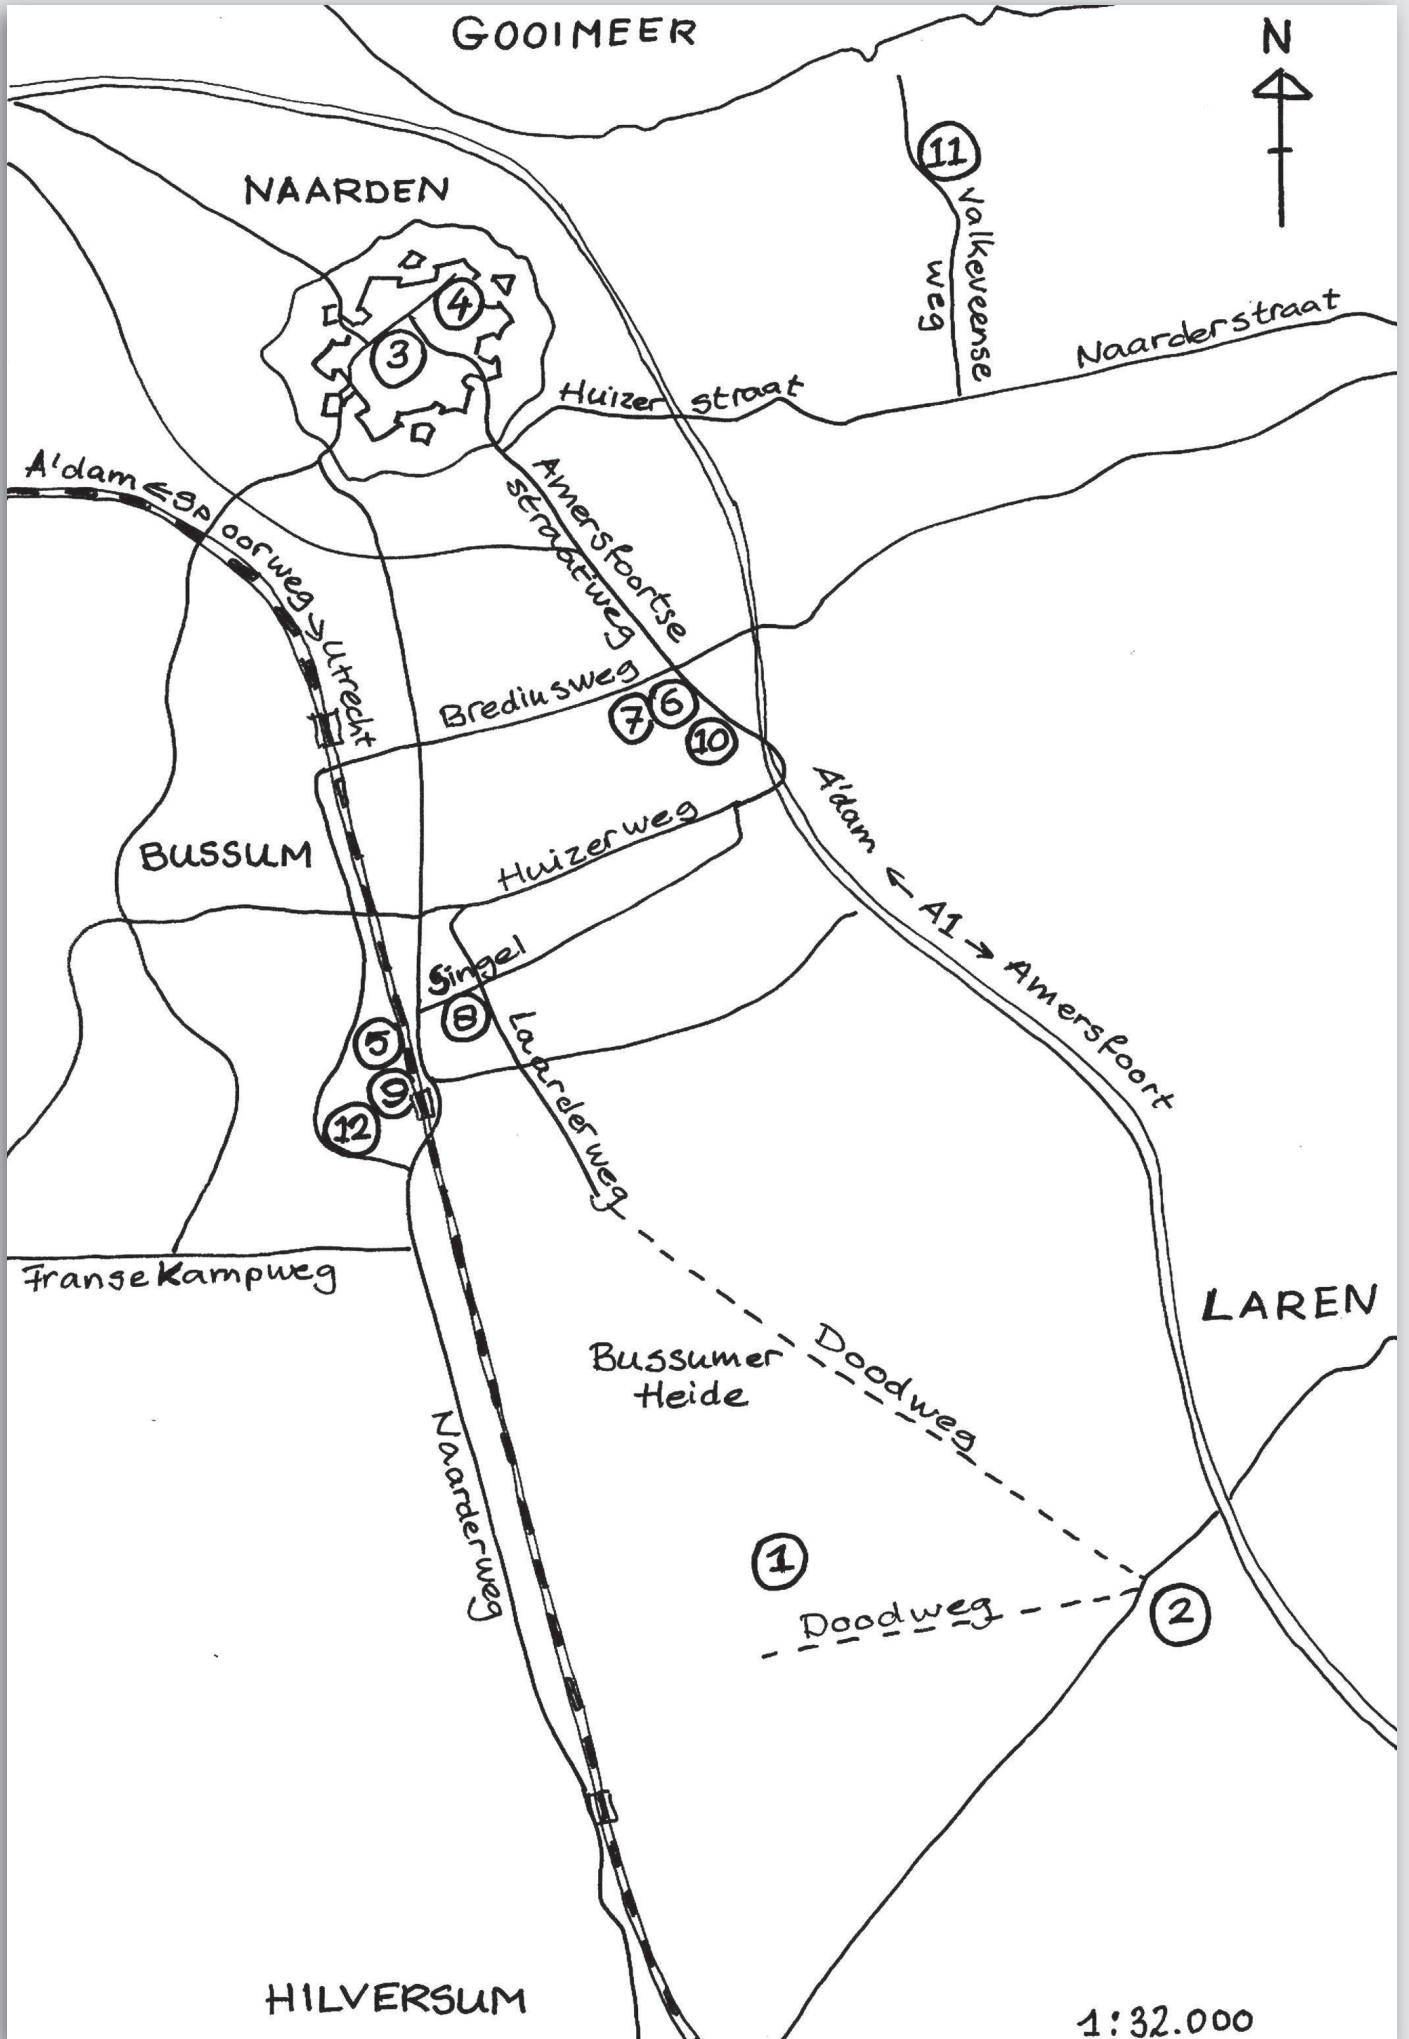 GOOIMEER
N
11
NAARDEN
Valkeveense
weg
4
3
Naarderstraat
Huizer straat
A'dam ← Spoorweg → Utrecht
Amersfoortse
straatweg
Brediusweg
6
7
10
A'dam ← A1 → Amersfoort
Huizerweg
BUSSUM
Singel
8
5
Laarderweg
9
12
Franse Kampweg
LAREN
Doodweg
Bussumer
Heide
Naarderweg
1
Doodweg
2
HILVERSUM
1:32.000